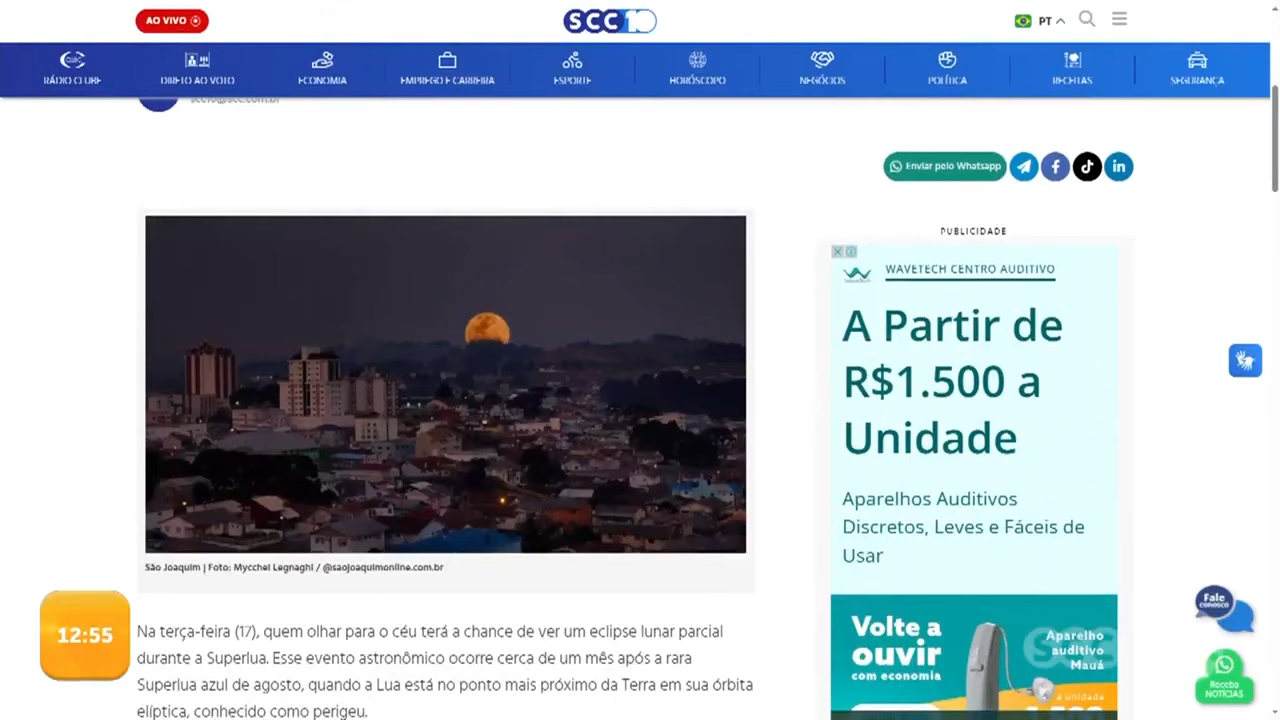 AO VIVO
SCC10
PT
RÁDIO CLUBE
DIRETO AO VOTO
ECONOMIA
EMPREGO E CARREIRA
ESPORTE
HORÓSCOPO
NEGÓCIOS
POLÍTICA
RECEITAS
SEGURANÇA
scc10@scc.com.br
Enviar pelo Whatsapp
PUBLICIDADE
WAVETECH CENTRO AUDITIVO
A Partir de
R$1.500 a
Unidade
Aparelhos Auditivos
Discretos, Leves e Fáceis de
Usar
Volte a
ouvir
com economia
Aparelho
auditivo
Mauá
a unidade
São Joaquim | Foto: Mycchel Legnaghi / @saojoaquimonline.com.br
12:55
Na terça-feira (17), quem olhar para o céu terá a chance de ver um eclipse lunar parcial
durante a Superlua. Esse evento astronômico ocorre cerca de um mês após a rara
Superlua azul de agosto, quando a Lua está no ponto mais próximo da Terra em sua órbita
elíptica, conhecido como perigeu.
Fale
conosco
Receba
NOTÍCIAS